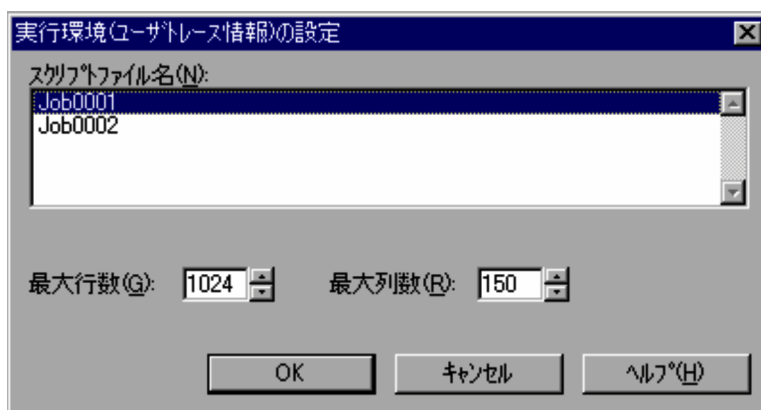 実行環境(ﾕｰｻﾞﾄﾚｰｽ情報)の設定
ｽｸﾘﾌﾟﾄﾌｧｲﾙ名(N):
Job0001
Job0002
最大行数(G): 1024 最大列数(R): 150
OK ｷｬﾝｾﾙ ﾍﾙﾌﾟ(H)